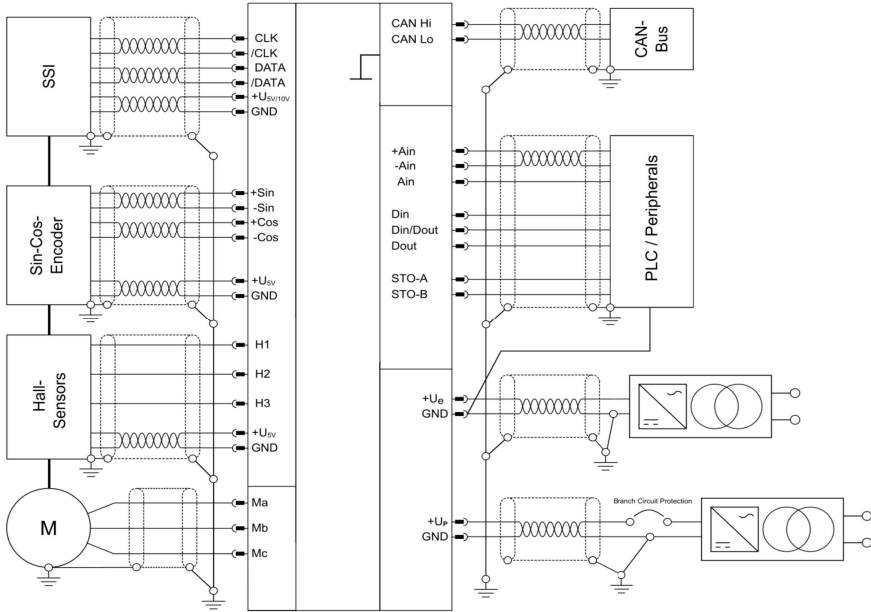 SSI
CLK
/CLK
DATA
/DATA
+U5V/10V
GND
Sin-Cos-
Encoder
+Sin
-Sin
+Cos
-Cos
+U5V
GND
Hall-
Sensors
H1
H2
H3
+U5V
GND
M
Ma
Mb
Mc
CAN Hi
CAN Lo
CAN-
Bus
+Ain
-Ain
Ain
Din
Din/Dout
Dout
STO-A
STO-B
PLC / Peripherals
+Ue
GND
Branch Circuit Protection
+UP
GND